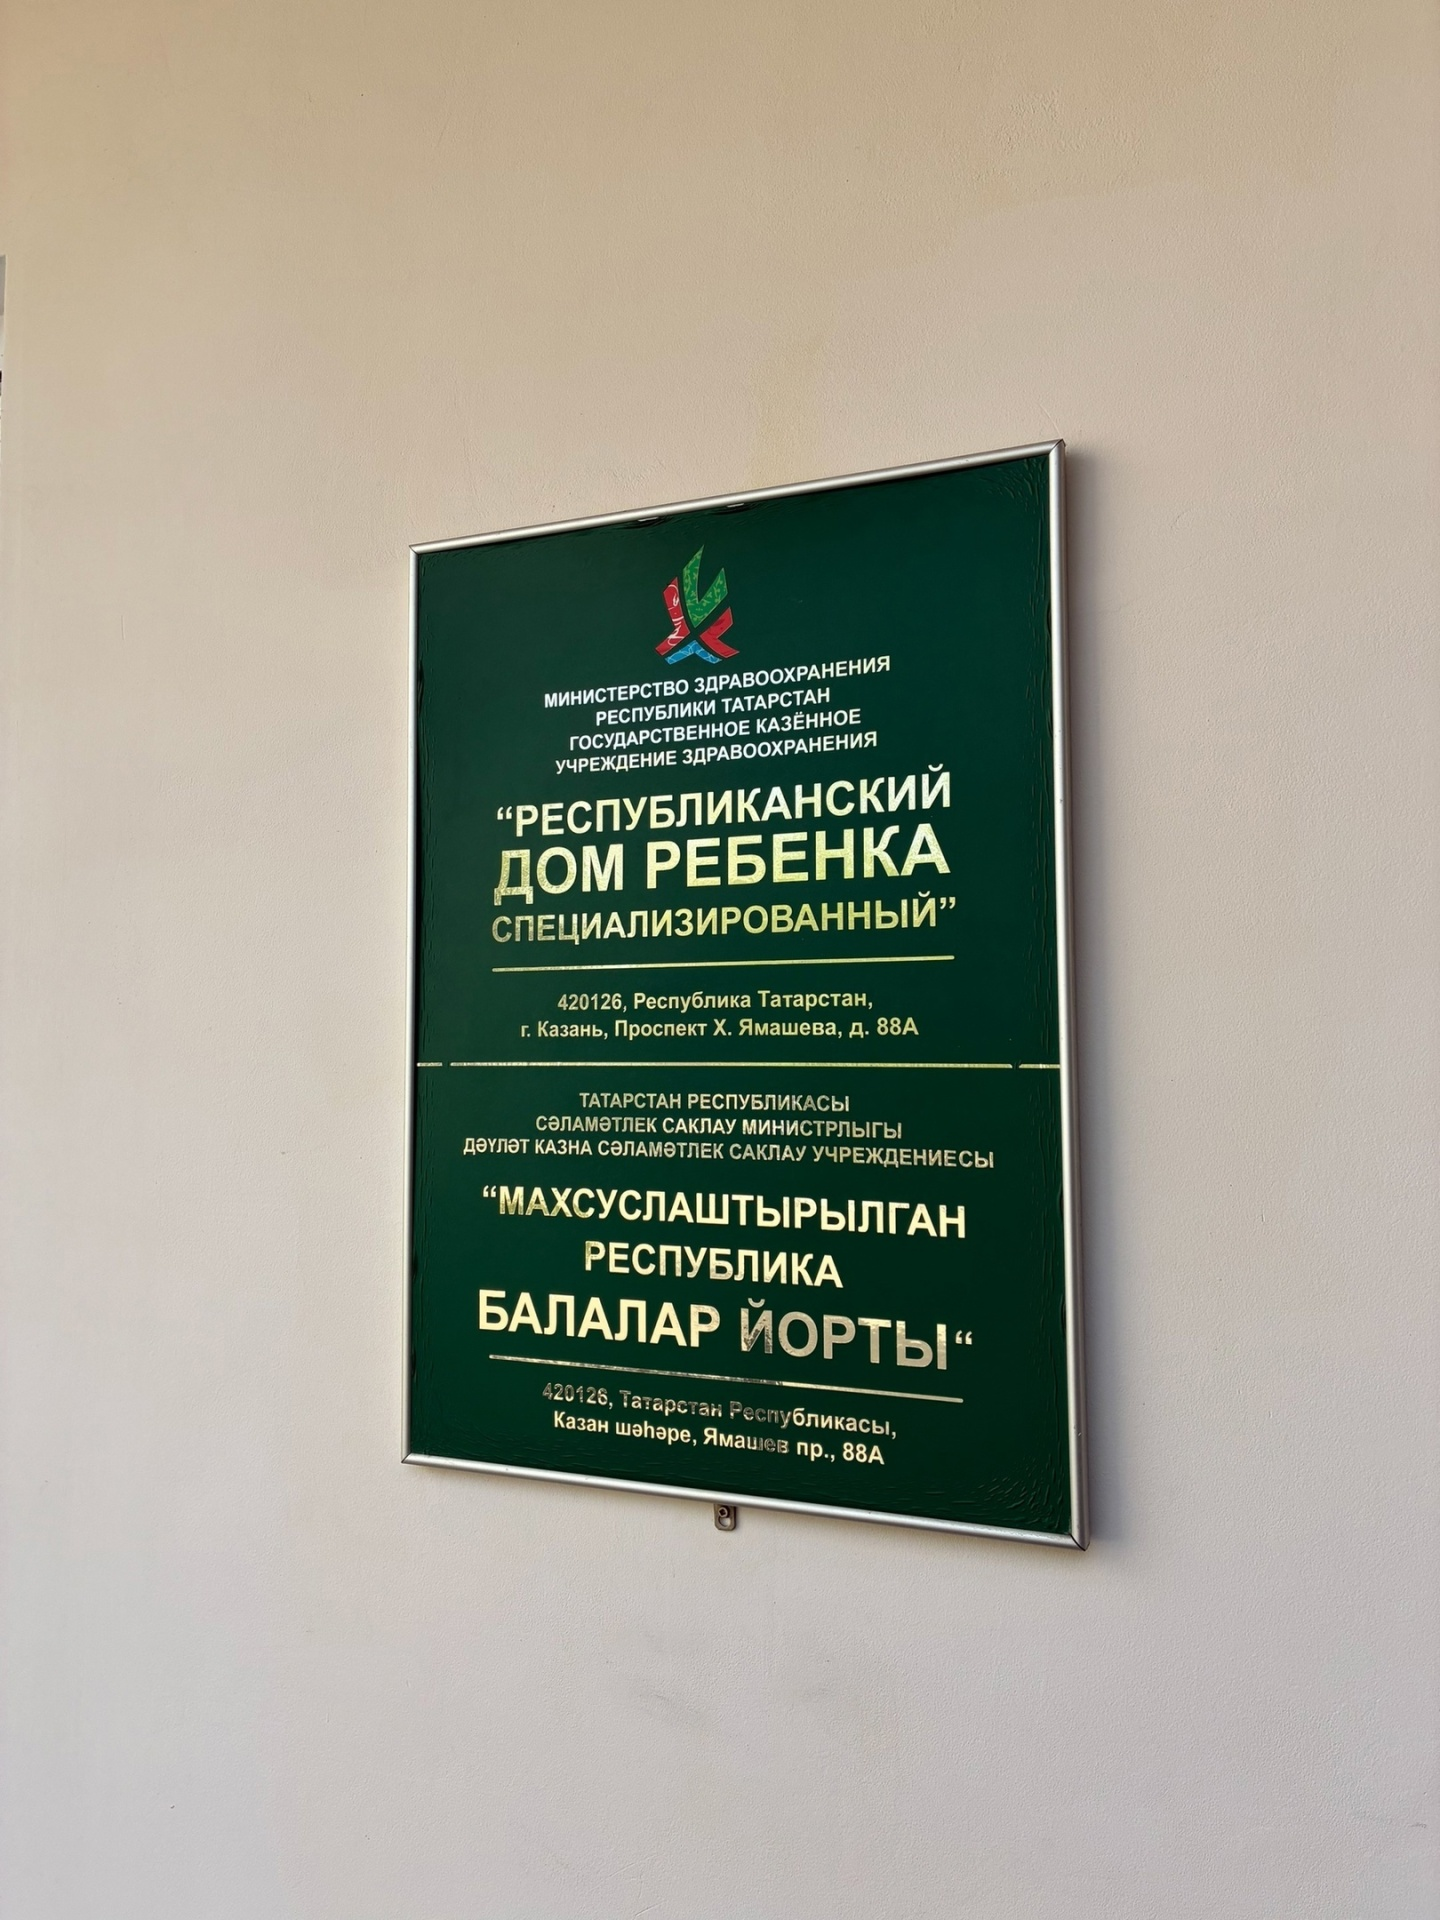 МИНИСТЕРСТВО ЗДРАВООХРАНЕНИЯ
РЕСПУБЛИКИ ТАТАРСТАН
ГОСУДАРСТВЕННОЕ КАЗЁННОЕ
УЧРЕЖДЕНИЕ ЗДРАВООХРАНЕНИЯ
“РЕСПУБЛИКАНСКИЙ
ДОМ РЕБЕНКА
СПЕЦИАЛИЗИРОВАННЫЙ”
420126, Республика Татарстан,
г. Казань, Проспект Х. Ямашева, д. 88А
ТАТАРСТАН РЕСПУБЛИКАСЫ
СӘЛАМӘТЛЕК САКЛАУ МИНИСТРЛЫГЫ
ДӘҮЛӘТ КАЗНА СӘЛАМӘТЛЕК САКЛАУ УЧРЕЖДЕНИЕСЫ
“МАХСУСЛАШТЫРЫЛГАН
РЕСПУБЛИКА
БАЛАЛАР ЙОРТЫ“
420126, Татарстан Республикасы,
Казан шәһәре, Ямашев пр., 88А